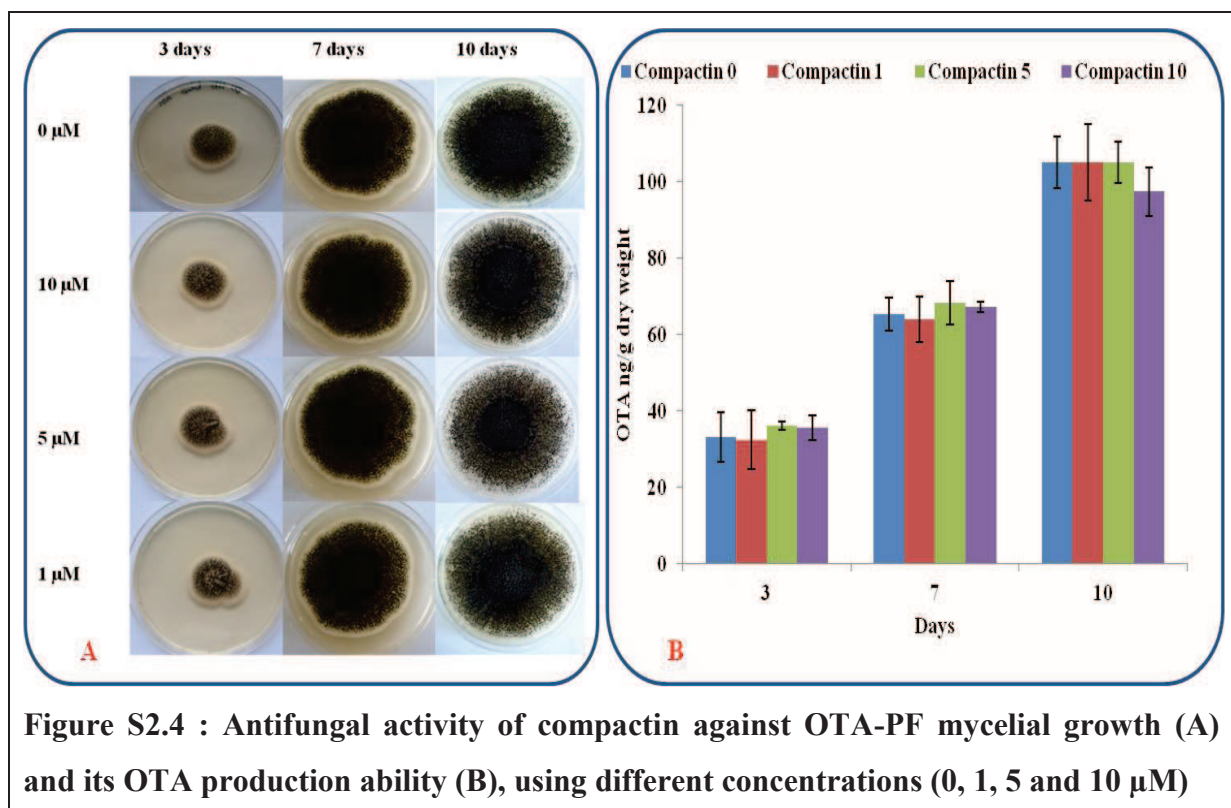 3 days 7 days 10 days
0 µM
10 µM
5 µM
1 µM
A
Compactin 0 Compactin 1 Compactin 5 Compactin 10
OTA ng/g dry weight
120
100
80
60
40
20
0
3 7 10
Days
B
Figure S2.4 : Antifungal activity of compactin against OTA-PF mycelial growth (A)
and its OTA production ability (B), using different concentrations (0, 1, 5 and 10 µM)